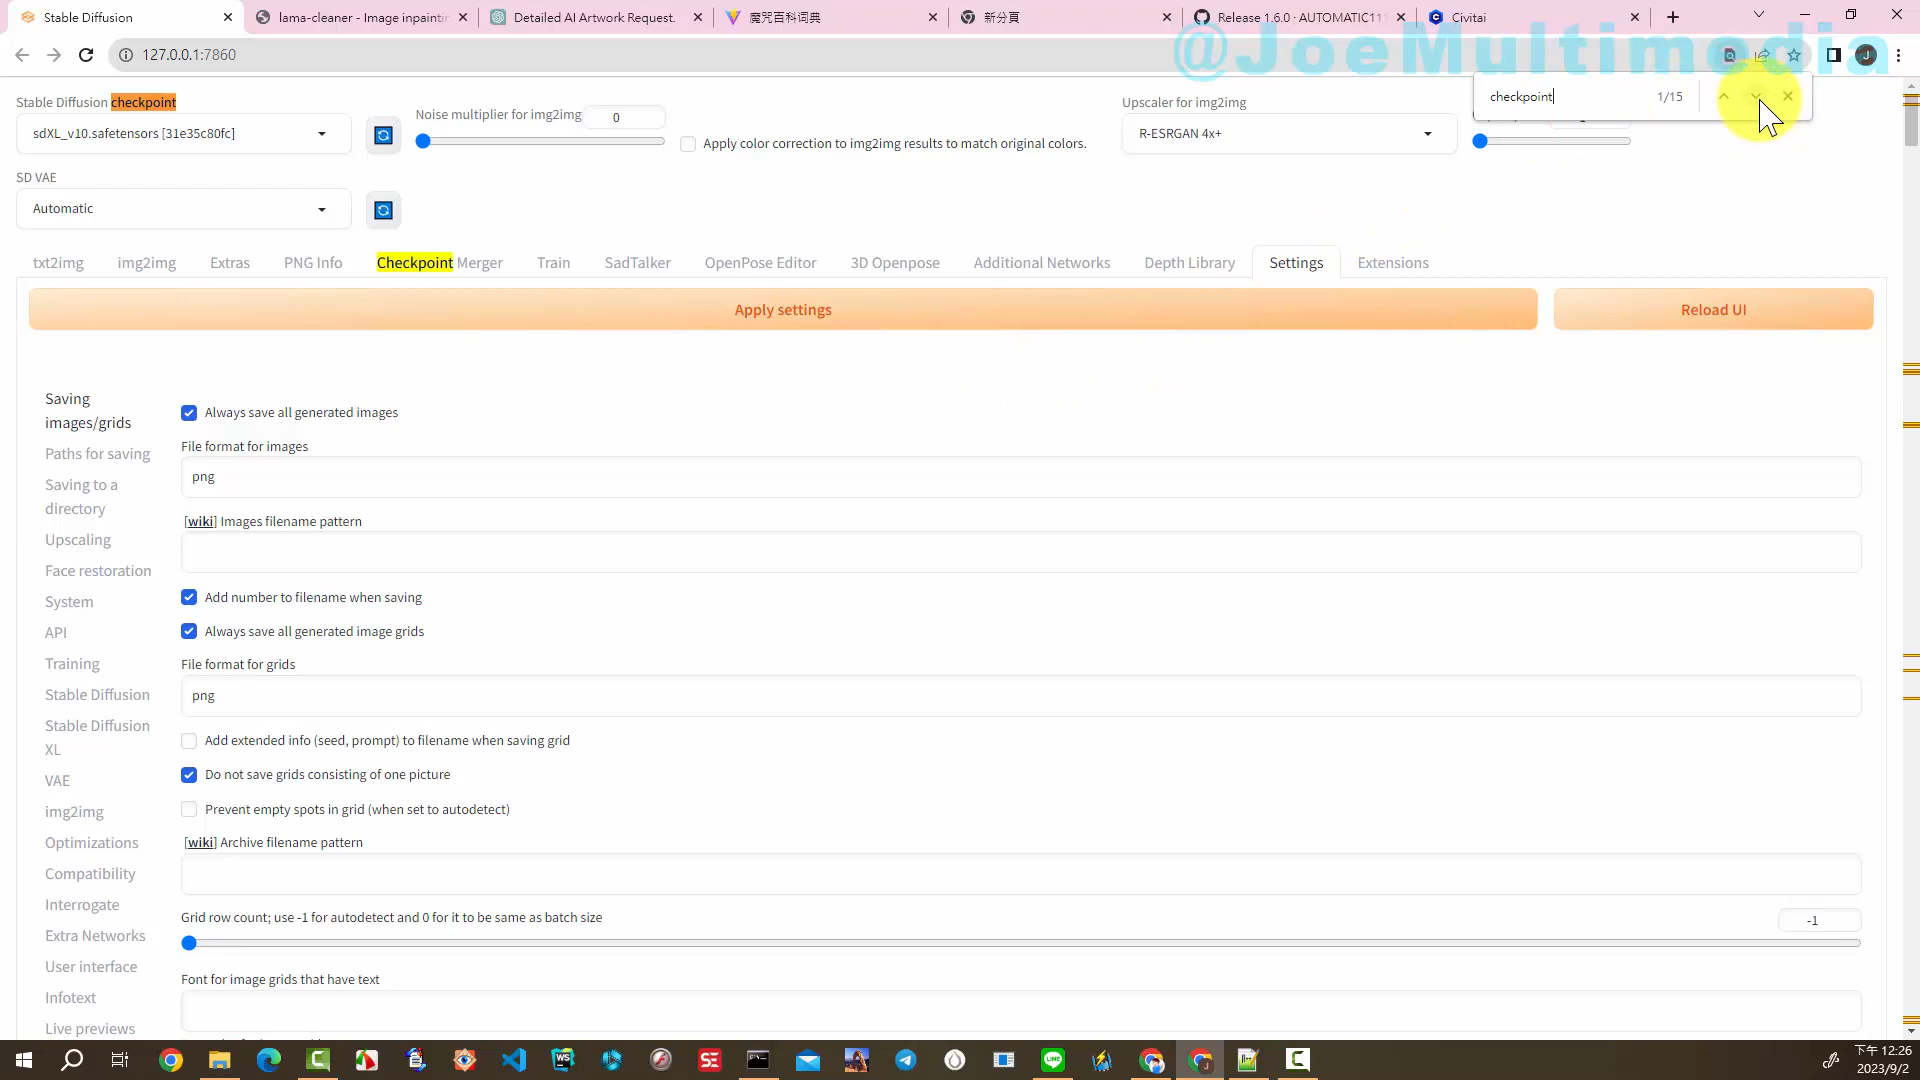 Stable Diffusion
lama-cleaner - Image inpainti
Detailed AI Artwork Request.
魔咒百科词典
新分頁
Release 1.6.0 · AUTOMATIC11
Civitai
127.0.0.1:7860
@JoeMultimedia
checkpoint
1/15
Stable Diffusion checkpoint
sdXL_v10.safetensors [31e35c80fc]
Noise multiplier for img2img
0
Apply color correction to img2img results to match original colors.
Upscaler for img2img
R-ESRGAN 4x+
SD VAE
Automatic
txt2img
img2img
Extras
PNG Info
Checkpoint Merger
Train
SadTalker
OpenPose Editor
3D Openpose
Additional Networks
Depth Library
Settings
Extensions
Apply settings
Reload UI
Saving
images/grids
Paths for saving
Saving to a
directory
Upscaling
Face restoration
System
API
Training
Stable Diffusion
Stable Diffusion
XL
VAE
img2img
Optimizations
Compatibility
Interrogate
Extra Networks
User interface
Infotext
Live previews
Always save all generated images
File format for images
png
[wiki] Images filename pattern
Add number to filename when saving
Always save all generated image grids
File format for grids
png
Add extended info (seed, prompt) to filename when saving grid
Do not save grids consisting of one picture
Prevent empty spots in grid (when set to autodetect)
[wiki] Archive filename pattern
Grid row count; use -1 for autodetect and 0 for it to be same as batch size
-1
Font for image grids that have text
下午 12:26
2023/9/2